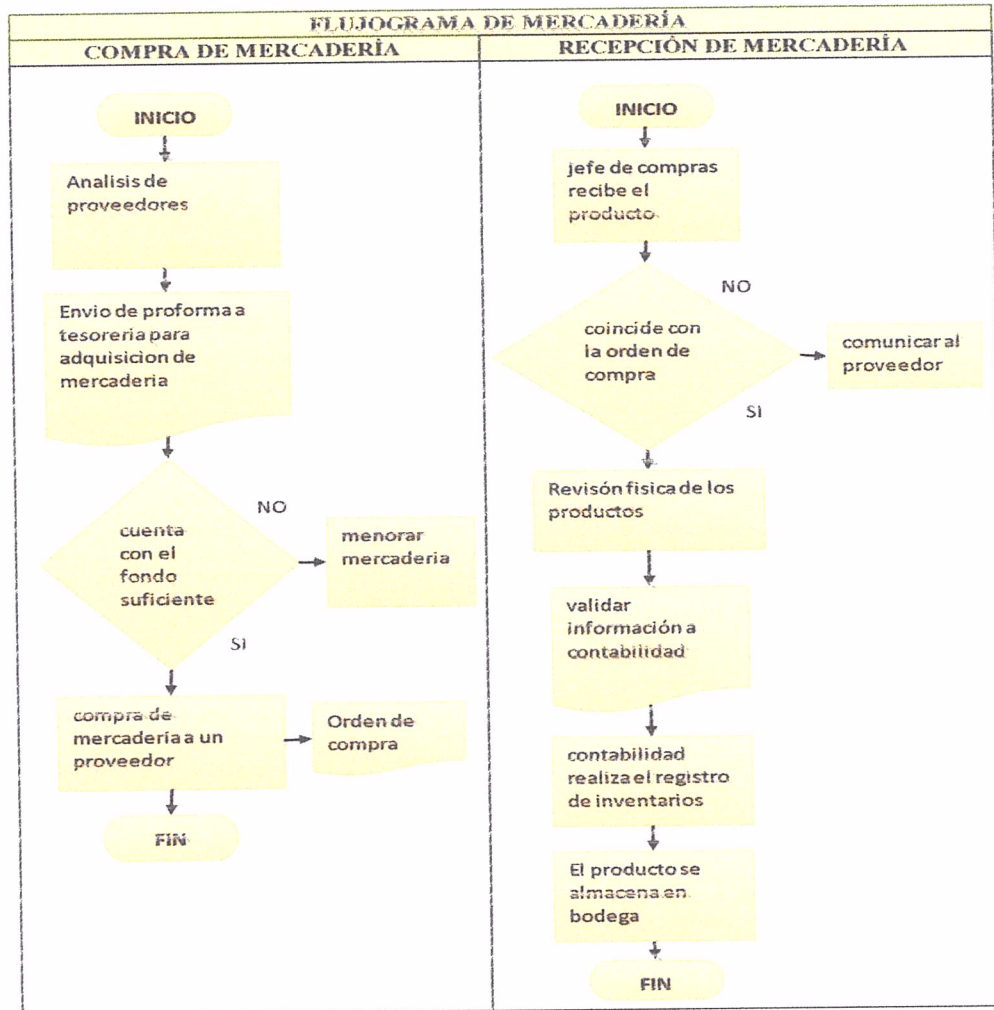 FLUJOGRAMA DE MERCADERÍA
COMPRA DE MERCADERÍA
INICIO
Analisis de
proveedores
Envio de proforma a
tesoreria para
adquisicion de
mercaderia
cuenta
con el
fondo
suficiente
NO
menorar
mercaderia
SI
compra de
mercaderia a un
proveedor
Orden de
compra
FIN
RECEPCIÓN DE MERCADERÍA
INICIO
jefe de compras
recibe el
producto
coincide con
la orden de
compra
NO
comunicar al
proveedor
SI
Revisón fisica de los
productos
validar
información a
contabilidad
contabilidad
realiza el registro
de inventarios
El producto se
almacena en
bodega
FIN